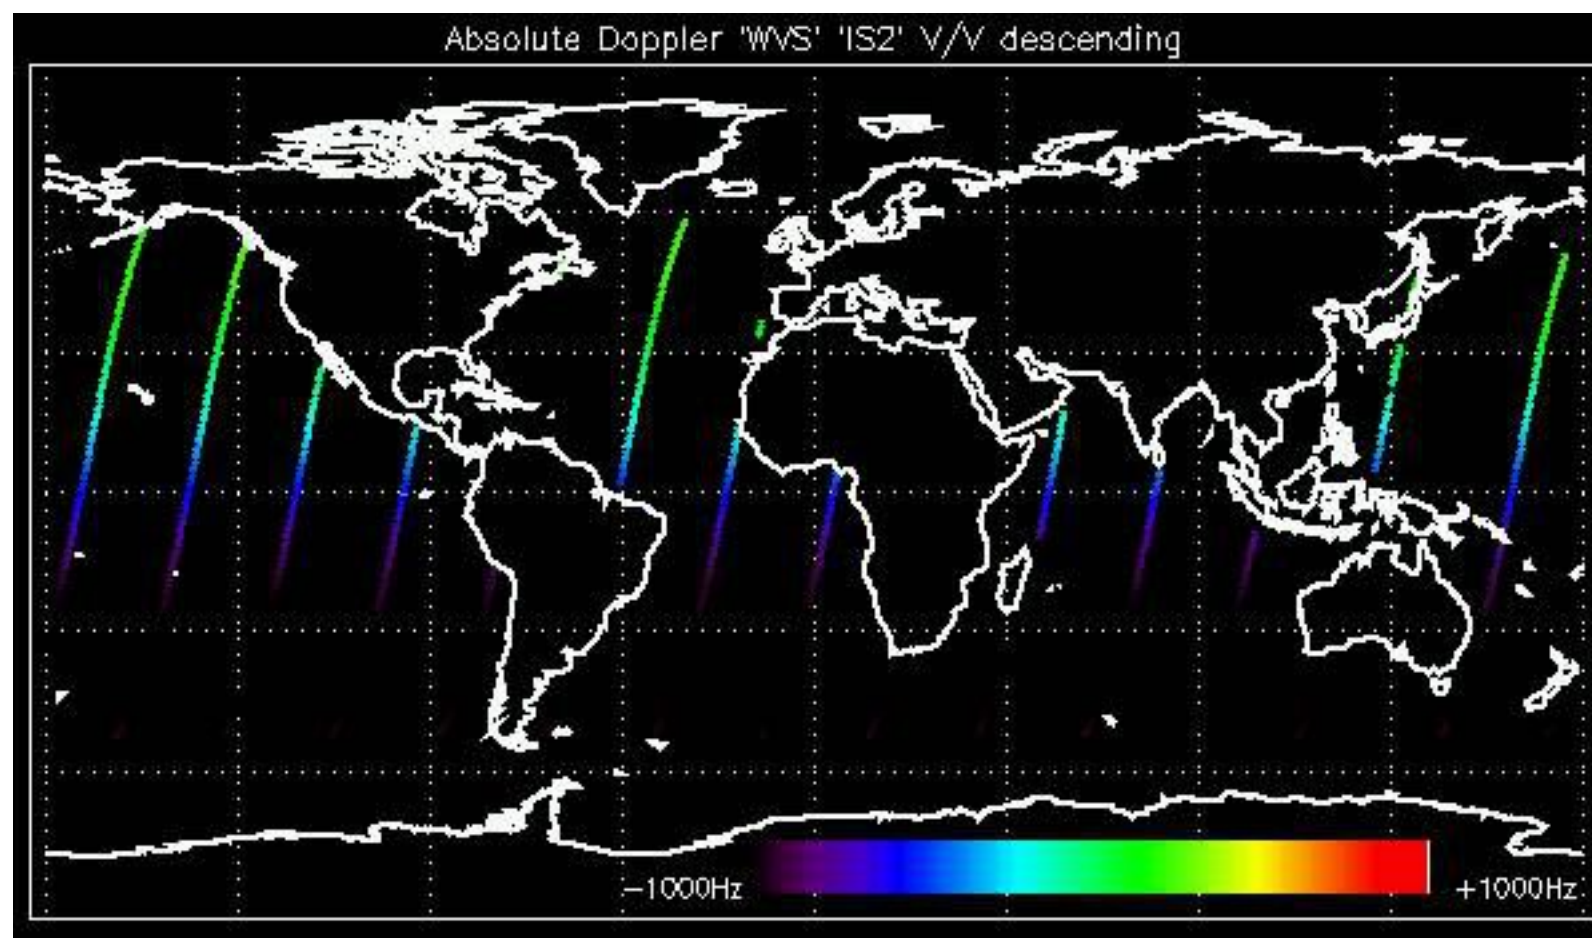 Absolute Doppler 'WVS' 'IS2' V/V descending
-1000Hz +1000Hz